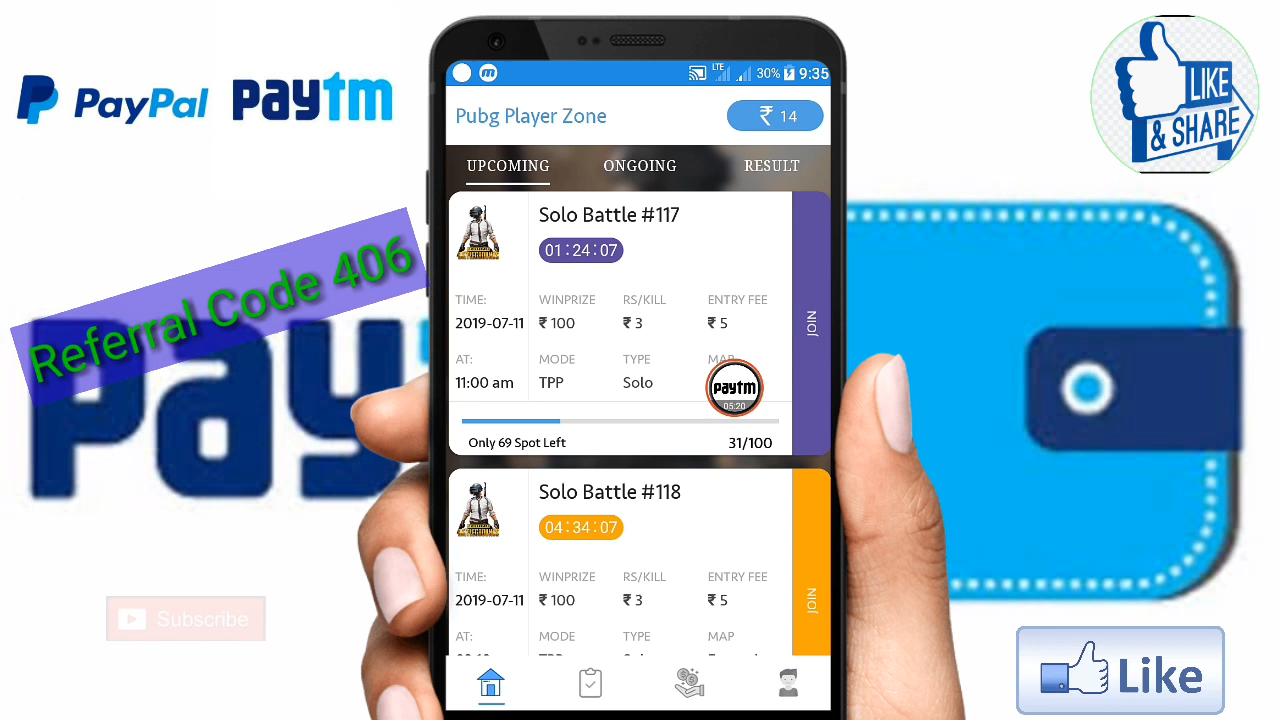 PayPal paytm
LIKE
& SHARE
Referral Code 406
Pay
Subscribe
Like
LTE 30% 9:35
Pubg Player Zone ₹ 14
UPCOMING ONGOING RESULT
Solo Battle #117
01:24:07
TIME: WINPRIZE RS/KILL ENTRY FEE
2019-07-11 ₹ 100 ₹ 3 ₹ 5
AT: MODE TYPE MAP
11:00 am TPP Solo
paytm
05:20
Only 69 Spot Left 31/100
JOIN
Solo Battle #118
04:34:07
TIME: WINPRIZE RS/KILL ENTRY FEE
2019-07-11 ₹ 100 ₹ 3 ₹ 5
AT: MODE TYPE MAP
JOIN